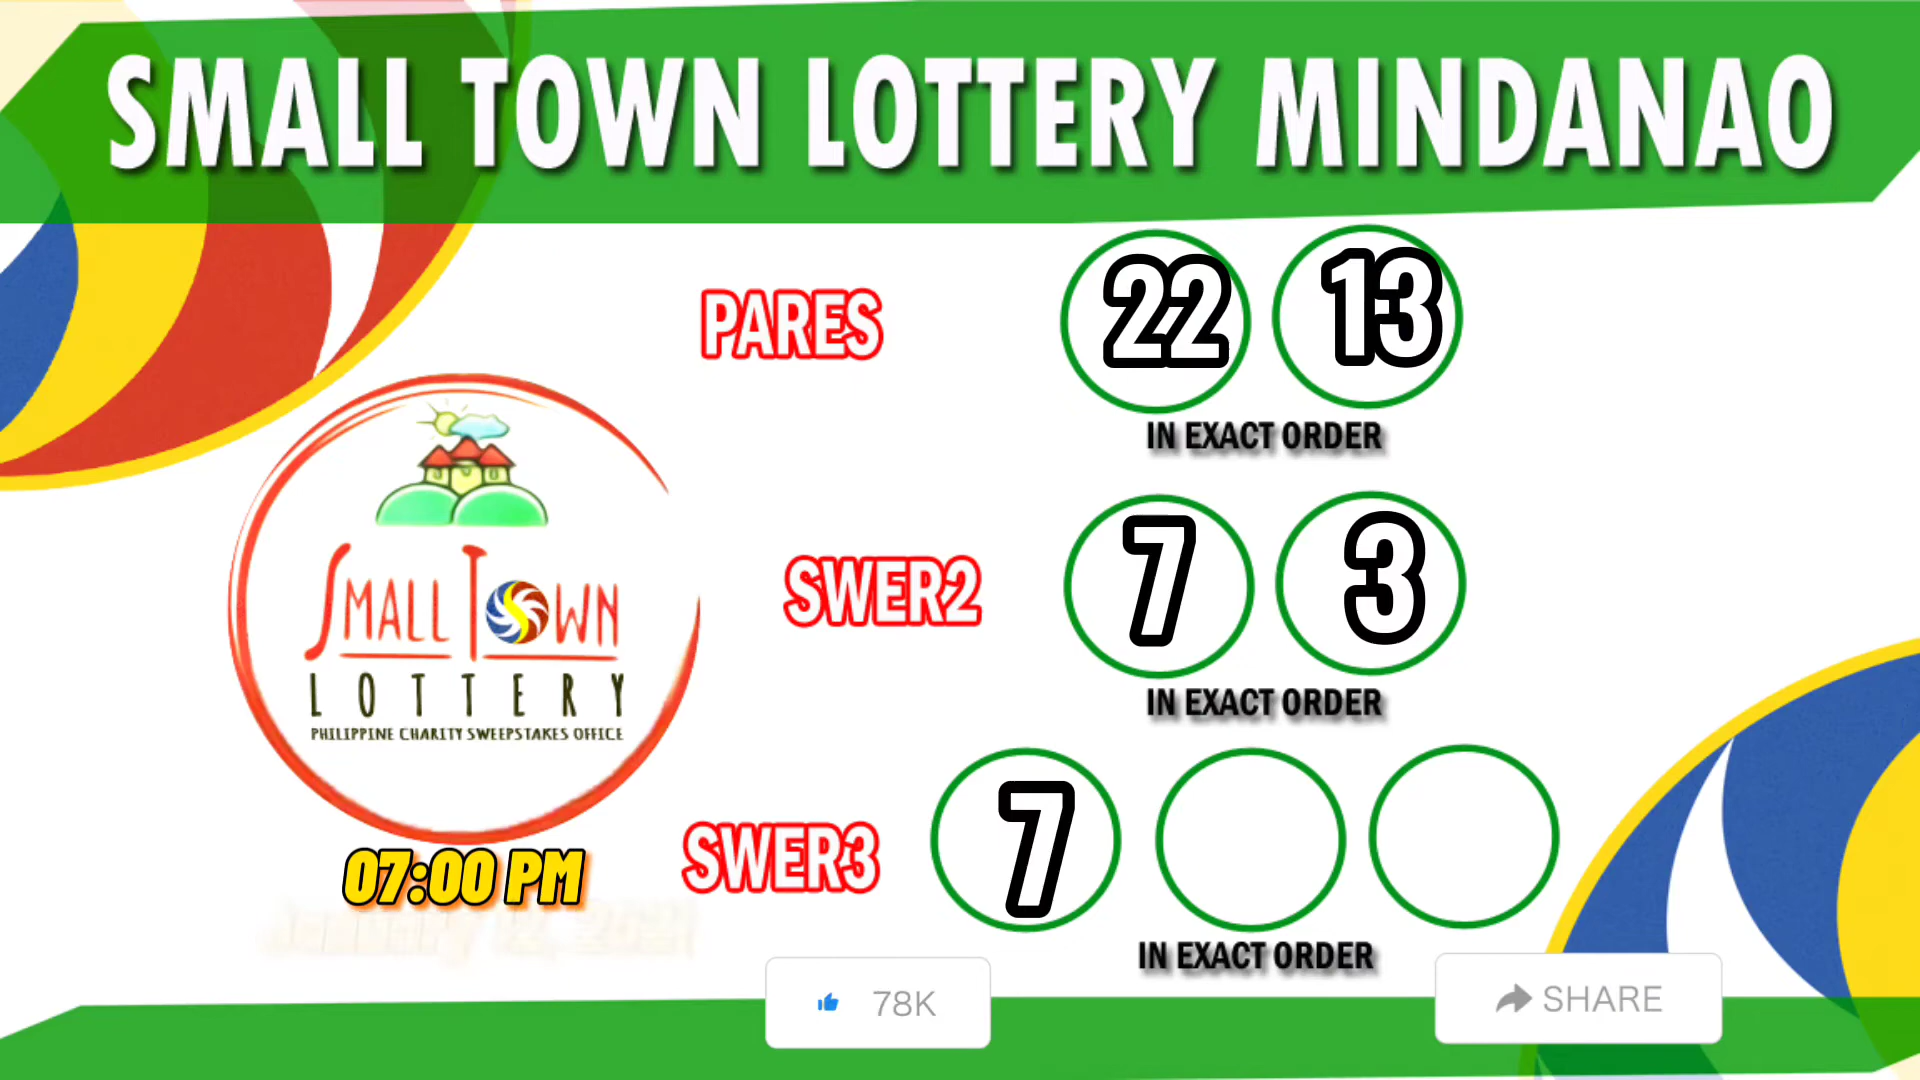 SMALL TOWN LOTTERY MINDANAO
PARES
22 13
IN EXACT ORDER
SWER2
7 3
IN EXACT ORDER
SMALL TOWN
LOTTERY
PHILIPPINE CHARITY SWEEPSTAKES OFFICE
07:00 PM
SWER3
7
IN EXACT ORDER
78K
SHARE